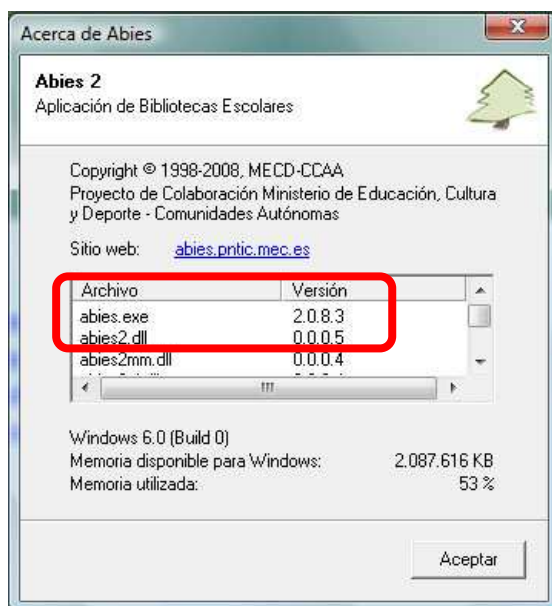 Acerca de Abies
Abies 2
Aplicación de Bibliotecas Escolares
Copyright © 1998-2008, MECD-CCAA
Proyecto de Colaboración Ministerio de Educación, Cultura
y Deporte - Comunidades Autónomas
Sitio web: abies.pntic.mec.es
Archivo Versión
abies.exe 2.0.8.3
abies2.dll 0.0.0.5
abies2mm.dll 0.0.0.4
Windows 6.0 (Build 0)
Memoria disponible para Windows: 2.087.616 KB
Memoria utilizada: 53 %
Aceptar